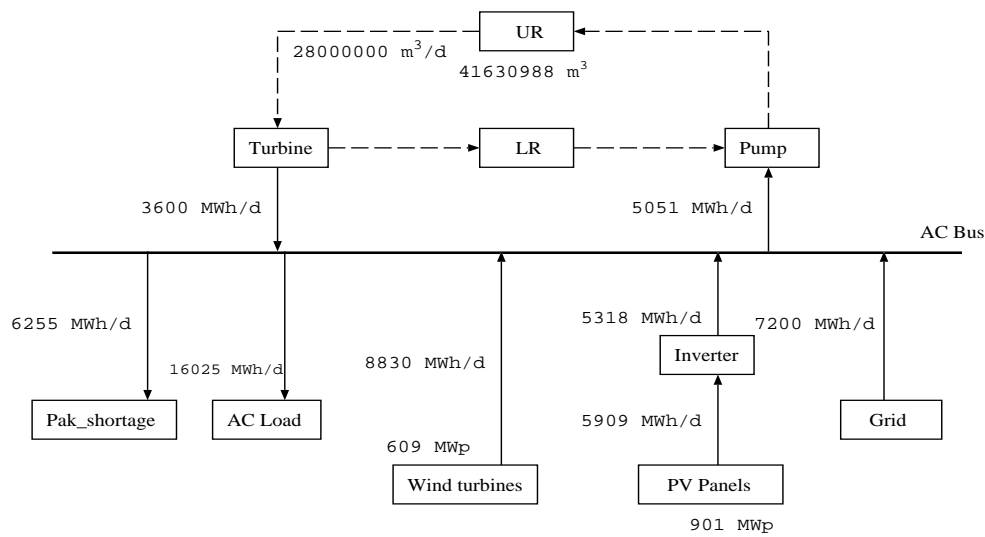 UR
28000000 m³/d
41630988 m³
Turbine
LR
Pump
3600 MWh/d
5051 MWh/d
AC Bus
6255 MWh/d
16025 MWh/d
8830 MWh/d
5318 MWh/d
7200 MWh/d
Inverter
Pak_shortage
AC Load
5909 MWh/d
Grid
609 MWp
Wind turbines
PV Panels
901 MWp